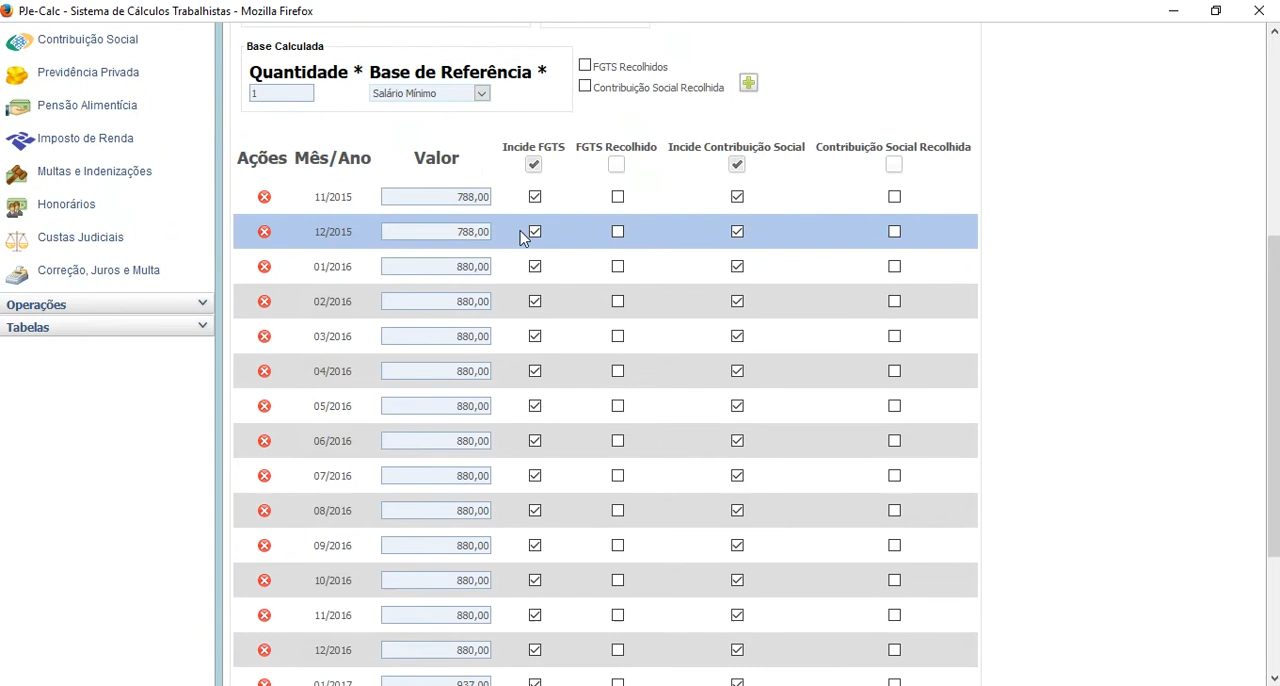 PJe-Calc - Sistema de Cálculos Trabalhistas - Mozilla Firefox
Contribuição Social
Previdência Privada
Pensão Alimentícia
Imposto de Renda
Multas e Indenizações
Honorários
Custas Judiciais
Correção, Juros e Multa
Operações
Tabelas
Base Calculada
Quantidade * Base de Referência *
1 Salário Mínimo
FGTS Recolhidos
Contribuição Social Recolhida
Ações Mês/Ano Valor Incide FGTS FGTS Recolhido Incide Contribuição Social Contribuição Social Recolhida
11/2015 788,00
12/2015 788,00
01/2016 880,00
02/2016 880,00
03/2016 880,00
04/2016 880,00
05/2016 880,00
06/2016 880,00
07/2016 880,00
08/2016 880,00
09/2016 880,00
10/2016 880,00
11/2016 880,00
12/2016 880,00
01/2017 937,00